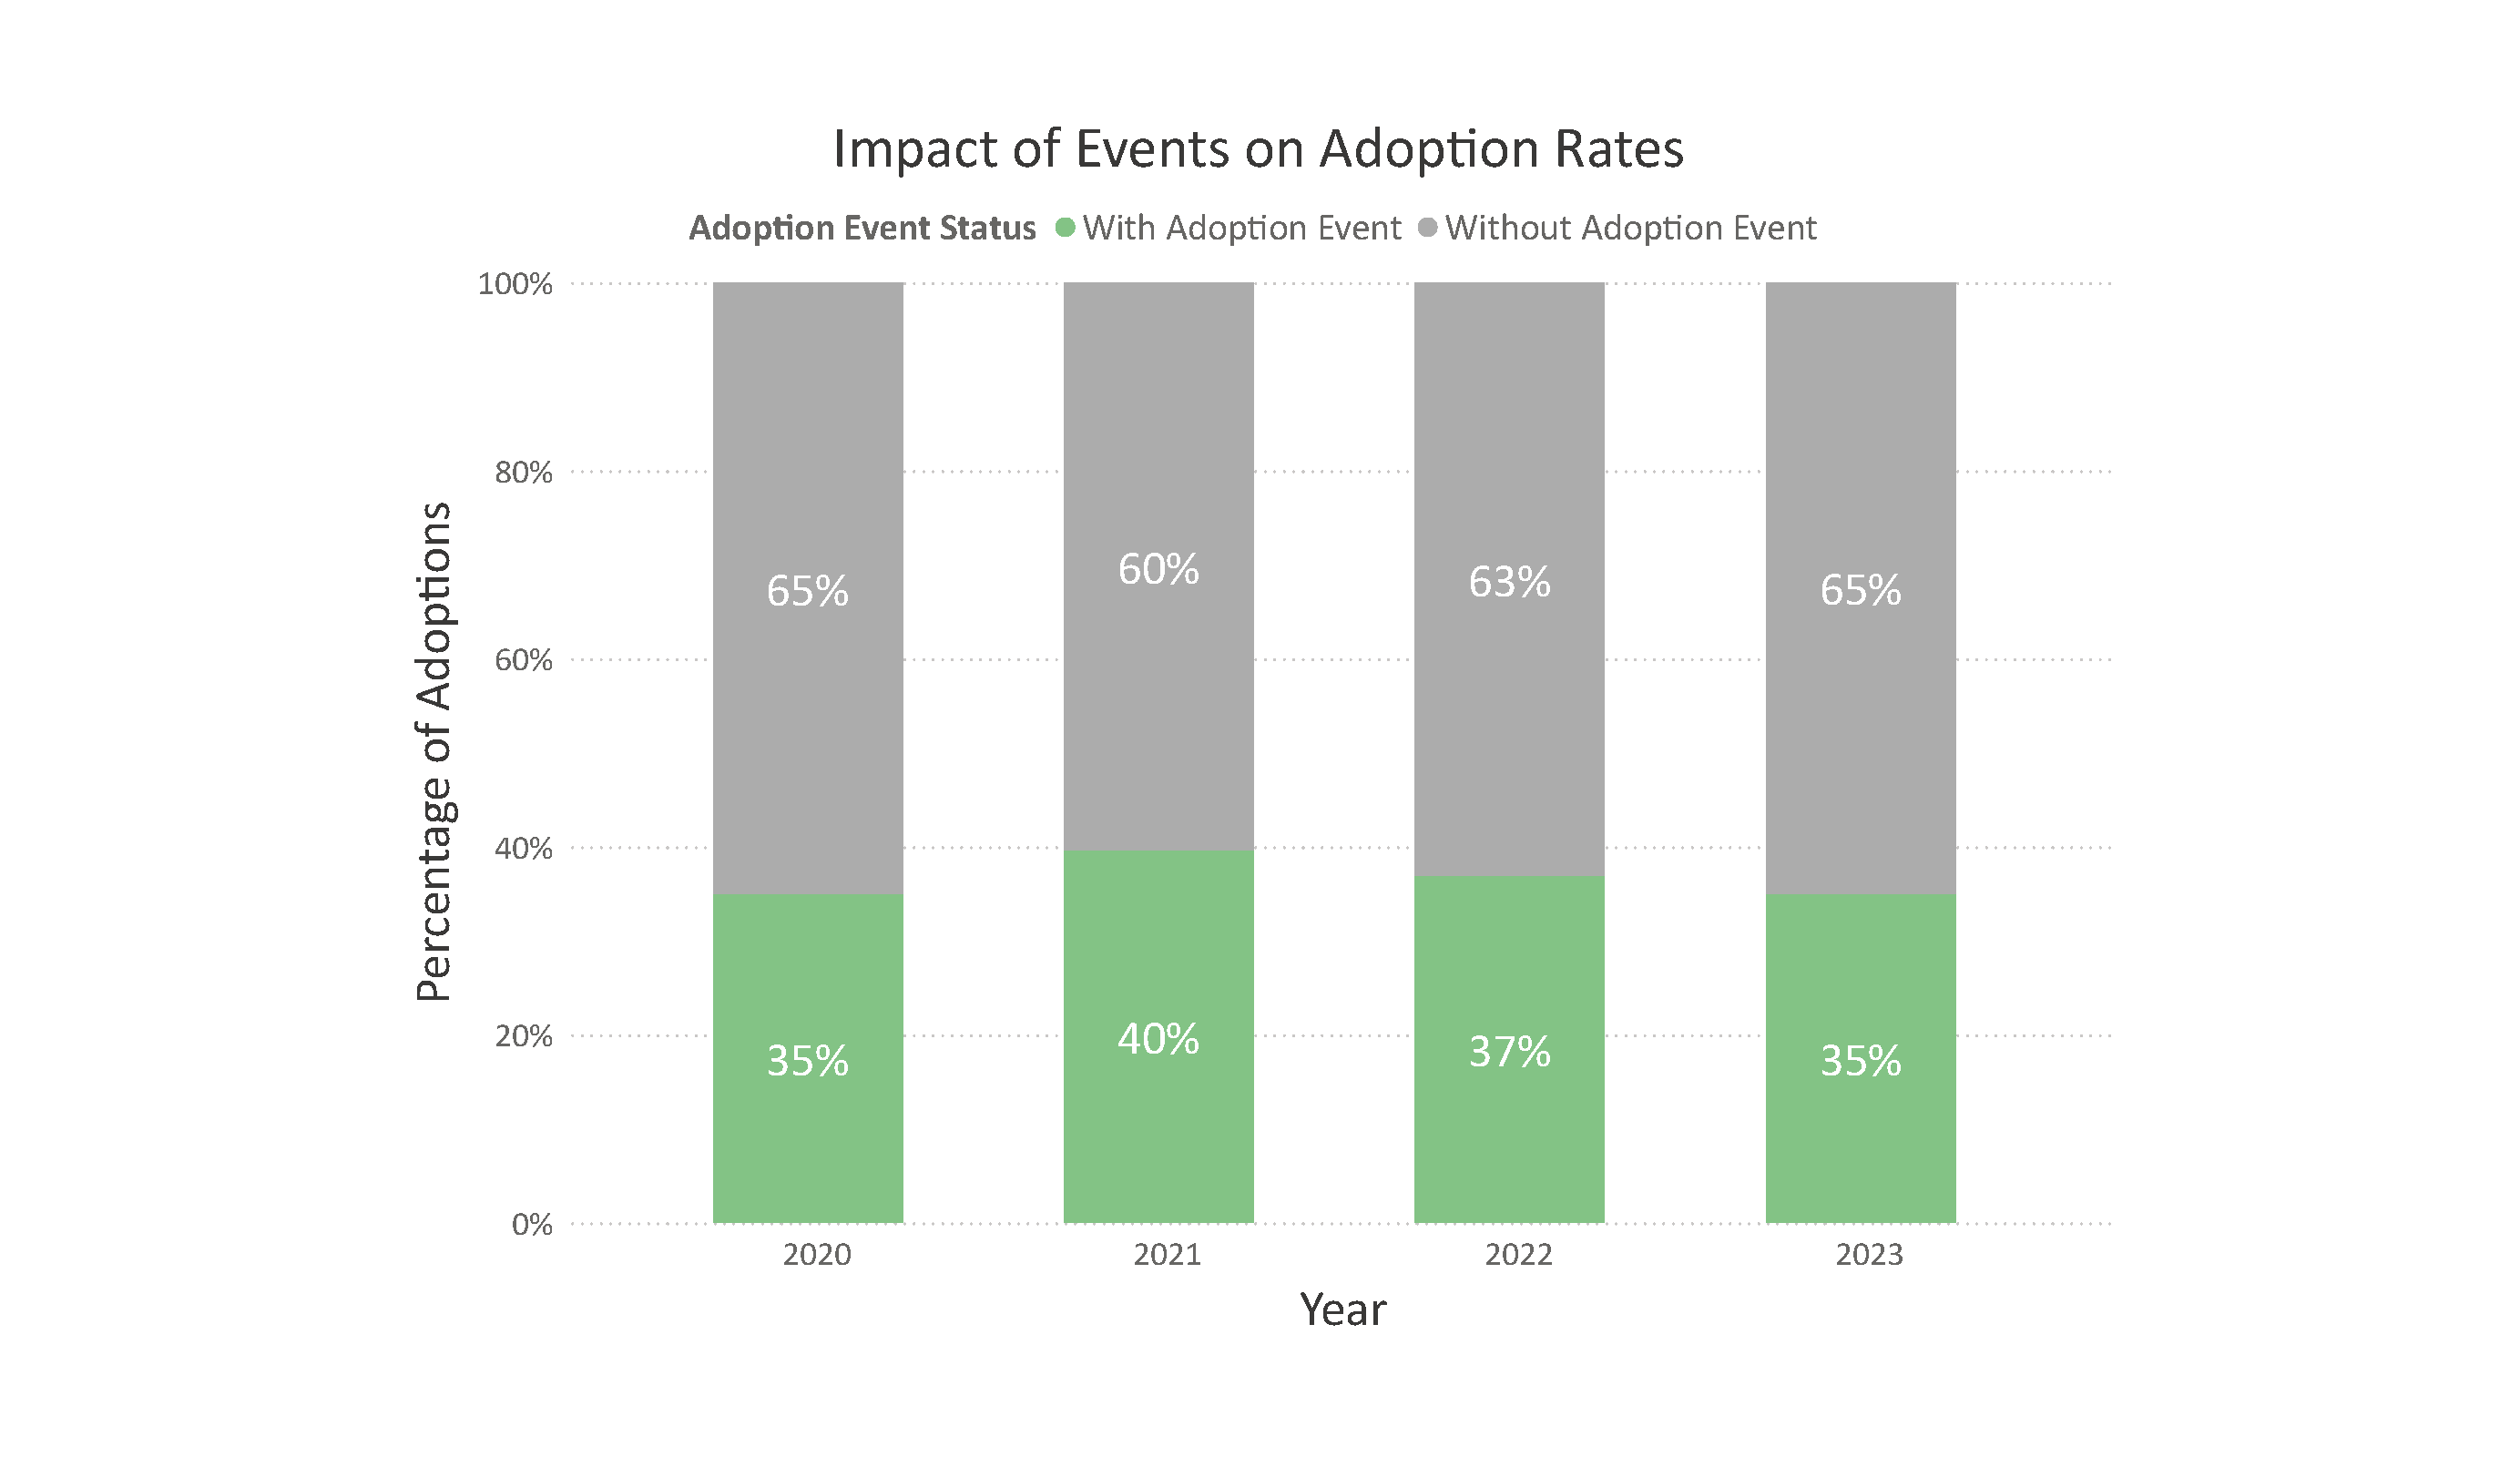 Impact of Events on Adoption Rates
Adoption Event Status With Adoption Event Without Adoption Event
100%
80%
60%
40%
20%
0%
Percentage of Adoptions
65%
60%
63%
65%
35%
40%
37%
35%
2020 2021 2022 2023
Year